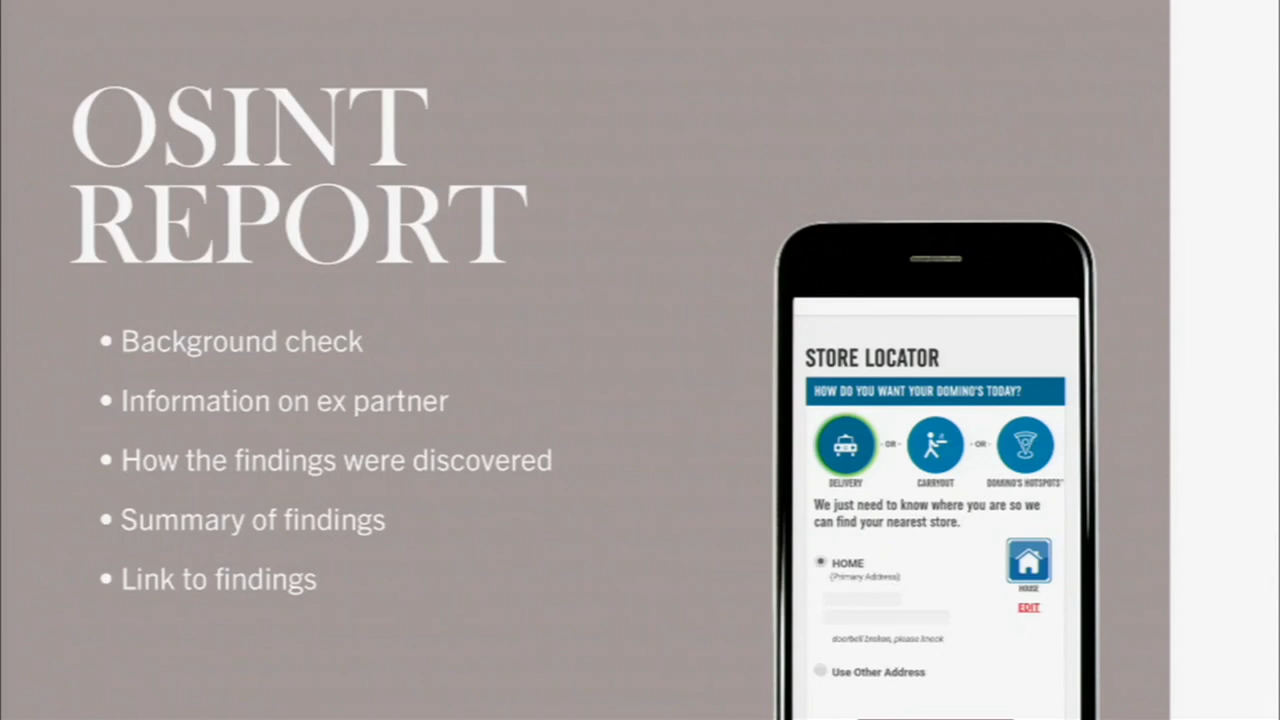 OSINT
REPORT
• Background check
• Information on ex partner
• How the findings were discovered
• Summary of findings
• Link to findings
STORE LOCATOR
HOW DO YOU WANT YOUR DOMINO'S TODAY?
- OR -
- OR -
DELIVERY
CARRYOUT
DOMINO'S HOTSPOTS®
We just need to know where you are so we
can find your nearest store.
HOME
(Primary Address)
HOUSE
EDIT
doorbell broken, please knock
Use Other Address